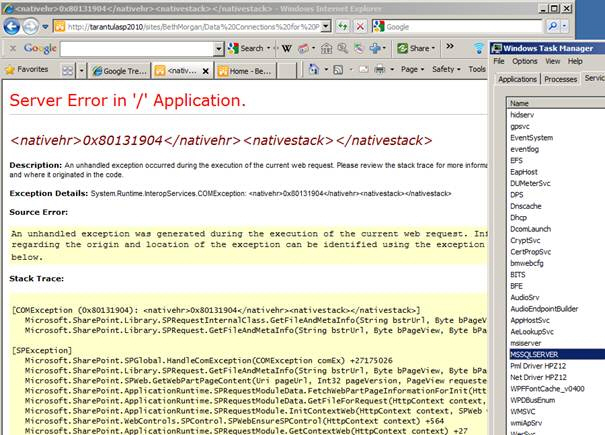 <nativehr>0x80131904</nativehr><nativestack></nativestack> - Windows Internet Explorer
http://tarantulasp2010/sites/BethMorgan/Data%20Connections%20for%20P
Google
x Google
Search
Share
Favorites
Google Tre...
<nativ...
Home - Be...
Page
Safety
Tools
Server Error in '/' Application.
<nativehr>0x80131904</nativehr><nativestack></nativestack>
Description: An unhandled exception occurred during the execution of the current web request. Please review the stack trace for more informa
and where it originated in the code.
Exception Details: System.Runtime.InteropServices.COMException: <nativehr>0x80131904</nativehr><nativestack></nativestack>
Source Error:
An unhandled exception was generated during the execution of the current web request. Inf
regarding the origin and location of the exception can be identified using the exception
below.
Stack Trace:
[COMException (0x80131904): <nativehr>0x80131904</nativehr><nativestack></nativestack>]
Microsoft.SharePoint.Library.SPRequestInternalClass.GetFileAndMetaInfo(String bstrUrl, Byte bPageV
Microsoft.SharePoint.Library.SPRequest.GetFileAndMetaInfo(String bstrUrl, Byte bPageView, Byte bPa
[SPException]
Microsoft.SharePoint.SPGlobal.HandleComException(COMException comEx) +27175026
Microsoft.SharePoint.Library.SPRequest.GetFileAndMetaInfo(String bstrUrl, Byte bPageView, Byte bPa
Microsoft.SharePoint.SPWeb.GetWebPartPageContent(Uri pageUrl, Int32 pageVersion, PageView requeste
Microsoft.SharePoint.ApplicationRuntime.SPRequestModuleData.FetchWebPartPageInformationForInit(Htt
Microsoft.SharePoint.ApplicationRuntime.SPRequestModuleData.GetFileForRequest(HttpContext context,
Microsoft.SharePoint.ApplicationRuntime.SPRequestModule.InitContextWeb(HttpContext context, SPWeb
Microsoft.SharePoint.WebControls.SPControl.SPWebEnsureSPControl(HttpContext context) +564
Microsoft.SharePoint.ApplicationRuntime.SPRequestModule.GetContextWeb(HttpContext context) +27
Windows Task Manager
File Options View Help
Applications Processes Servic
Name
hidserv
gpsvc
EventSystem
eventlog
EFS
EapHost
DUMeterSvc
DPS
Dnscache
Dhcp
DcomLaunch
CryptSvc
CertPropSvc
bmwebcfg
BITS
BFE
AudioSrv
AudioEndpointBuilder
AppHostSvc
AeLookupSvc
msiserver
MSSQLSERVER
Pml Driver HPZ12
Net Driver HPZ12
WPFFontCache_v0400
WPDBusEnum
WMSVC
wmiApSrv
WecSvc